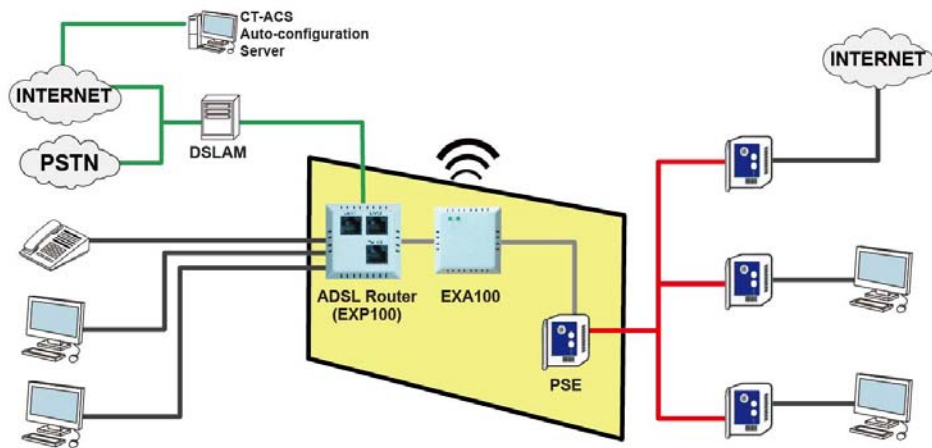 CT-ACS
Auto-configuration
Server
INTERNET
INTERNET
DSLAM
PSTN
ADSL Router
(EXP100)
EXA100
PSE